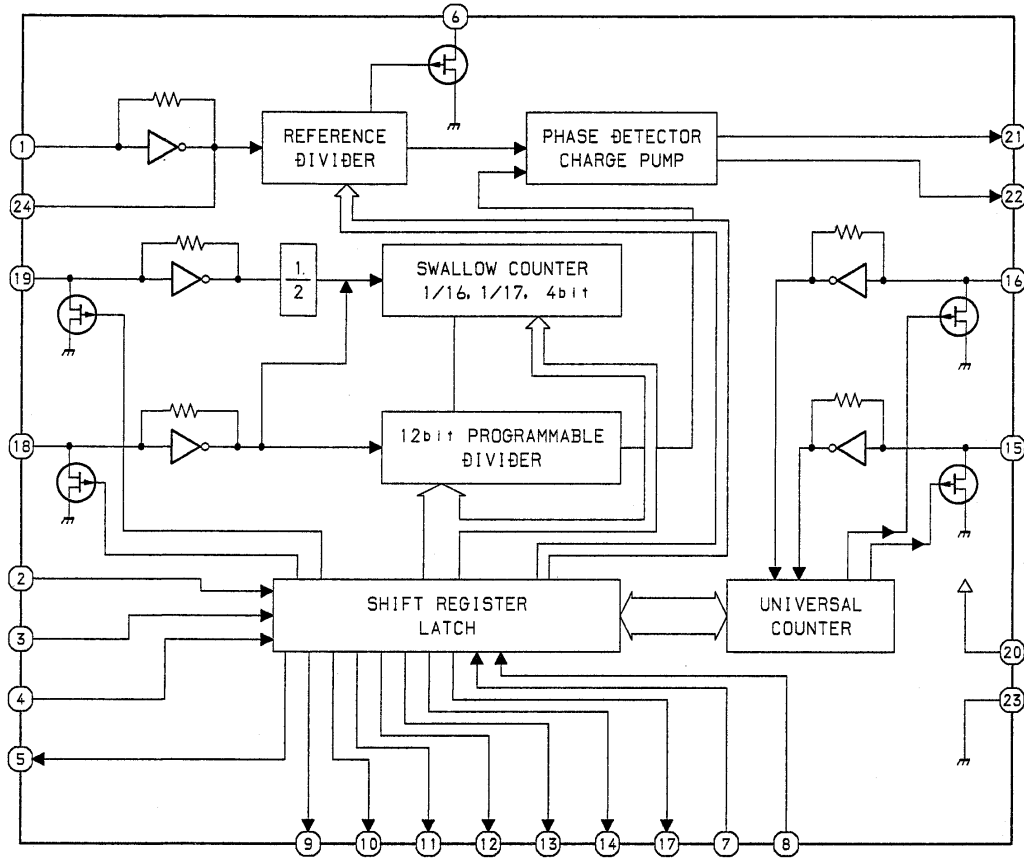 6
1
REFERENCE
DIVIDER
PHASE DETECTOR
CHARGE PUMP
21
24
22
19
1.
2
SWALLOW COUNTER
1/16. 1/17. 4bit
16
18
12bit PROGRAMMABLE
DIVIDER
15
2
3
4
5
SHIFT REGISTER
LATCH
UNIVERSAL
COUNTER
20
23
9
10
11
12
13
14
17
7
8